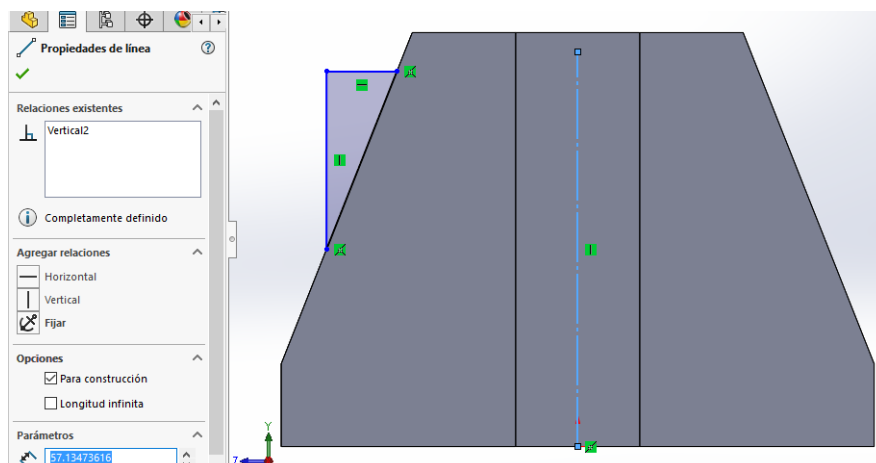 Propiedades de línea
Relaciones existentes
Vertical2
Completamente definido
Agregar relaciones
Horizontal
Vertical
Fijar
Opciones
Para construcción
Longitud infinita
Parámetros
57.13473616
Y
Z